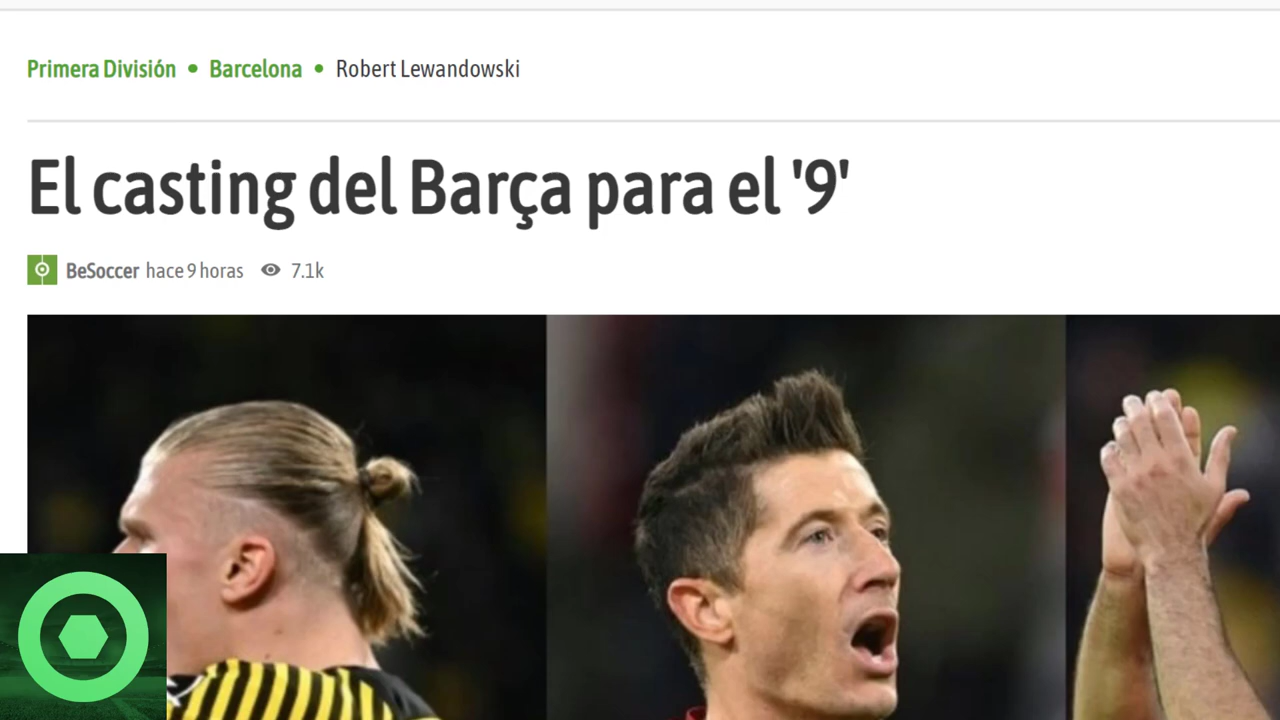 Primera División • Barcelona • Robert Lewandowski
El casting del Barça para el '9'
BeSoccer hace 9 horas 7.1k